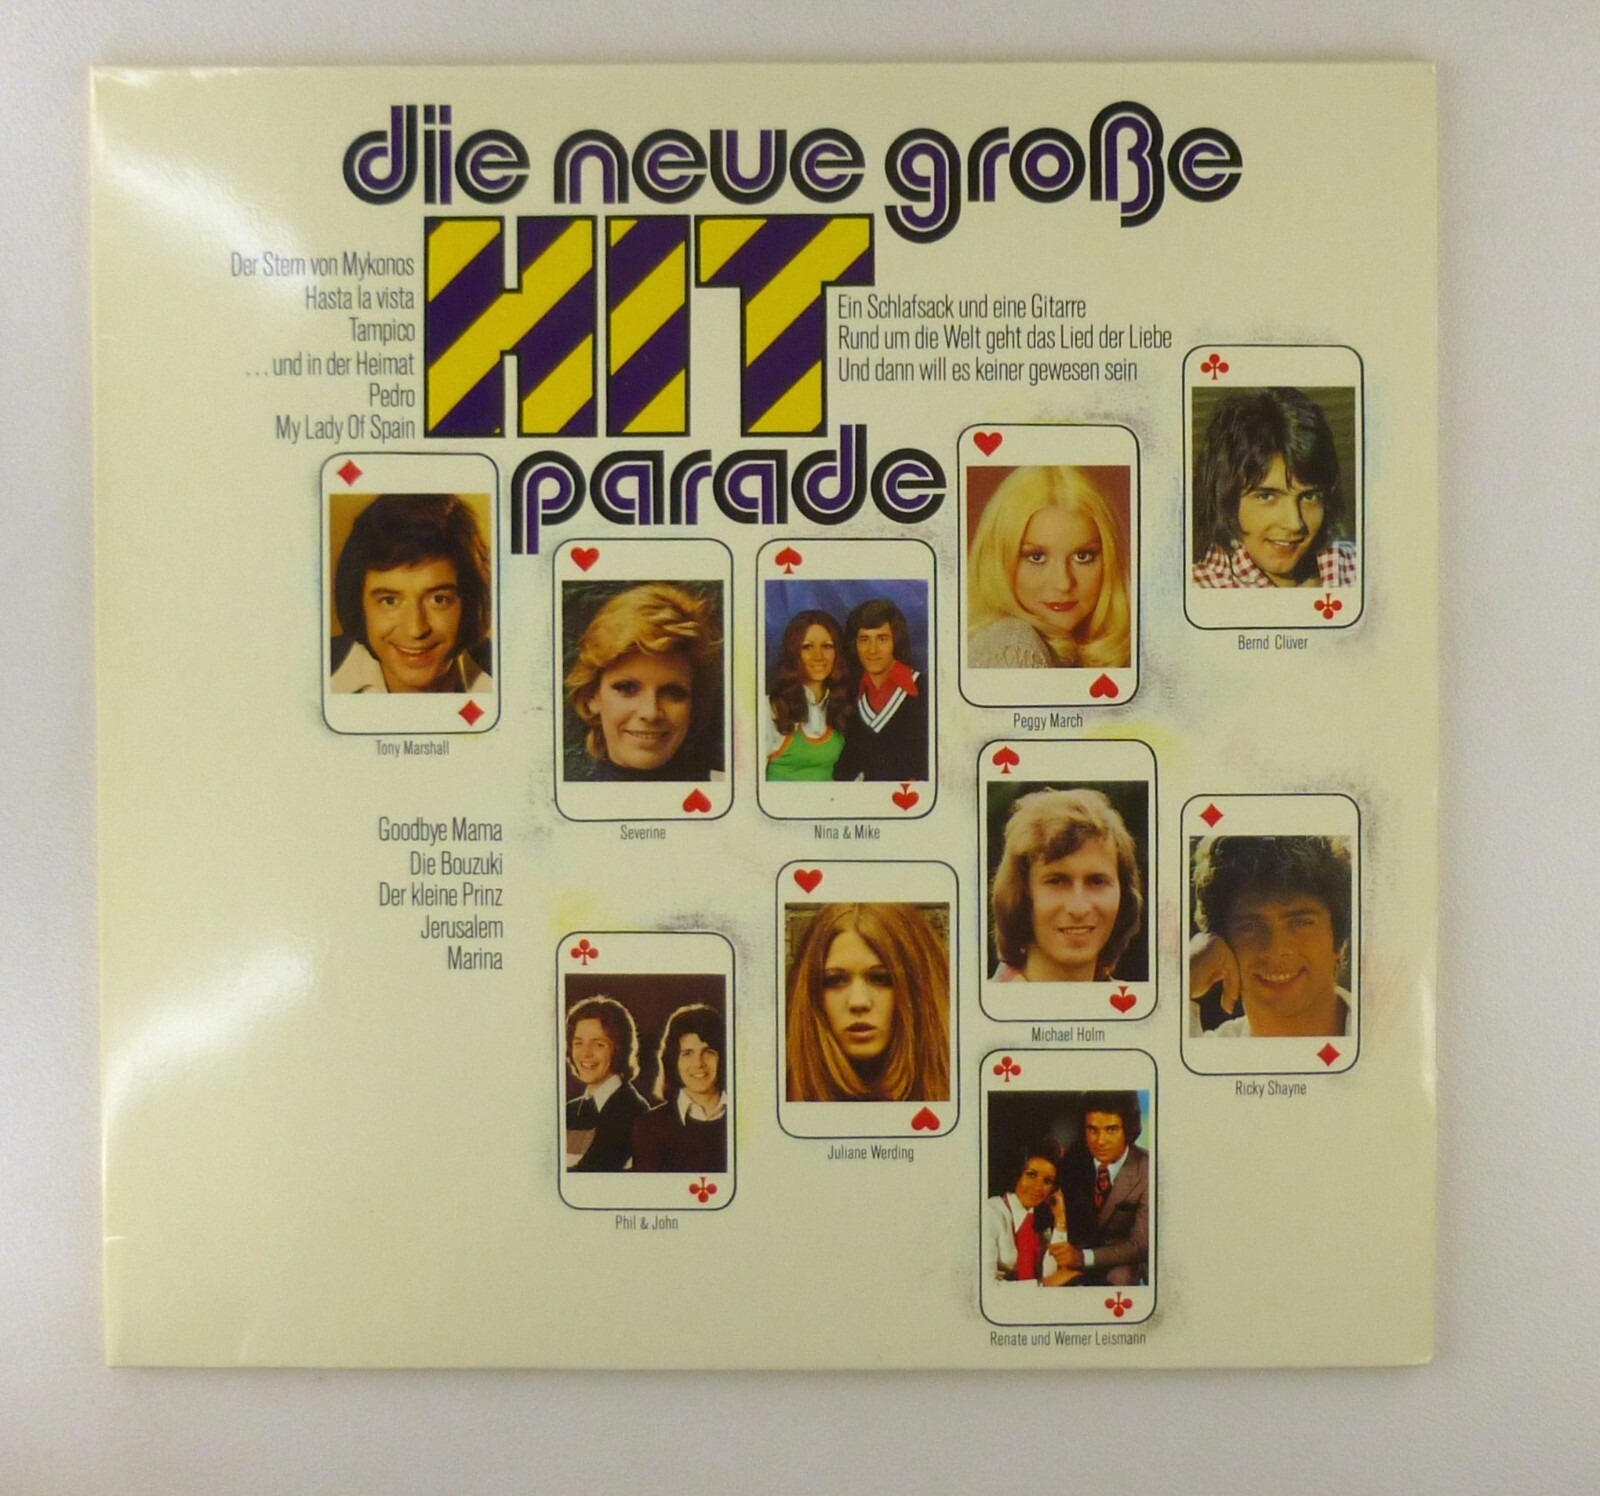 die neue große
HIT
parade
Der Stern von Mykonos
Hasta la vista
Tampico
...und in der Heimat
Pedro
My Lady Of Spain
Ein Schlafsack und eine Gitarre
Rund um die Welt geht das Lied der Liebe
Und dann will es keiner gewesen sein
Bernd Clüver
Peggy March
Tony Marshall
Severine
Nina & Mike
Goodbye Mama
Die Bouzuki
Der kleine Prinz
Jerusalem
Marina
Michael Holm
Ricky Shayne
Juliane Werding
Phil & John
Renate und Werner Leismann